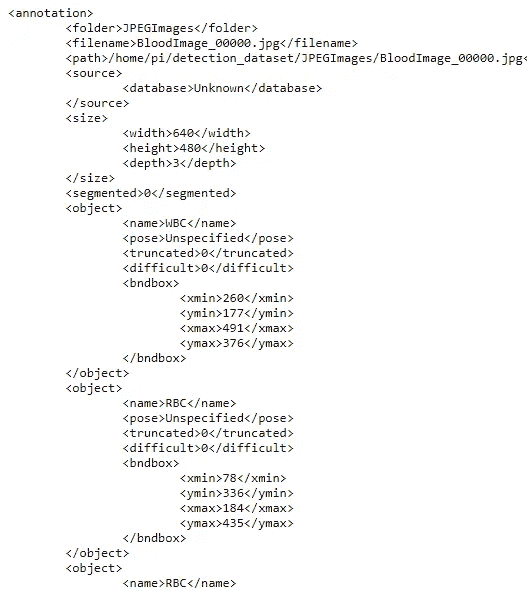 <annotation>
<folder>JPEGImages</folder>
<filename>BloodImage_00000.jpg</filename>
<path>/home/pi/detection_dataset/JPEGImages/BloodImage_00000.jpg<
<source>
<database>Unknown</database>
</source>
<size>
<width>640</width>
<height>480</height>
<depth>3</depth>
</size>
<segmented>0</segmented>
<object>
<name>WBC</name>
<pose>Unspecified</pose>
<truncated>0</truncated>
<difficult>0</difficult>
<bndbox>
<xmin>260</xmin>
<ymin>177</ymin>
<xmax>491</xmax>
<ymax>376</ymax>
</bndbox>
</object>
<object>
<name>RBC</name>
<pose>Unspecified</pose>
<truncated>0</truncated>
<difficult>0</difficult>
<bndbox>
<xmin>78</xmin>
<ymin>336</ymin>
<xmax>184</xmax>
<ymax>435</ymax>
</bndbox>
</object>
<object>
<name>RBC</name>